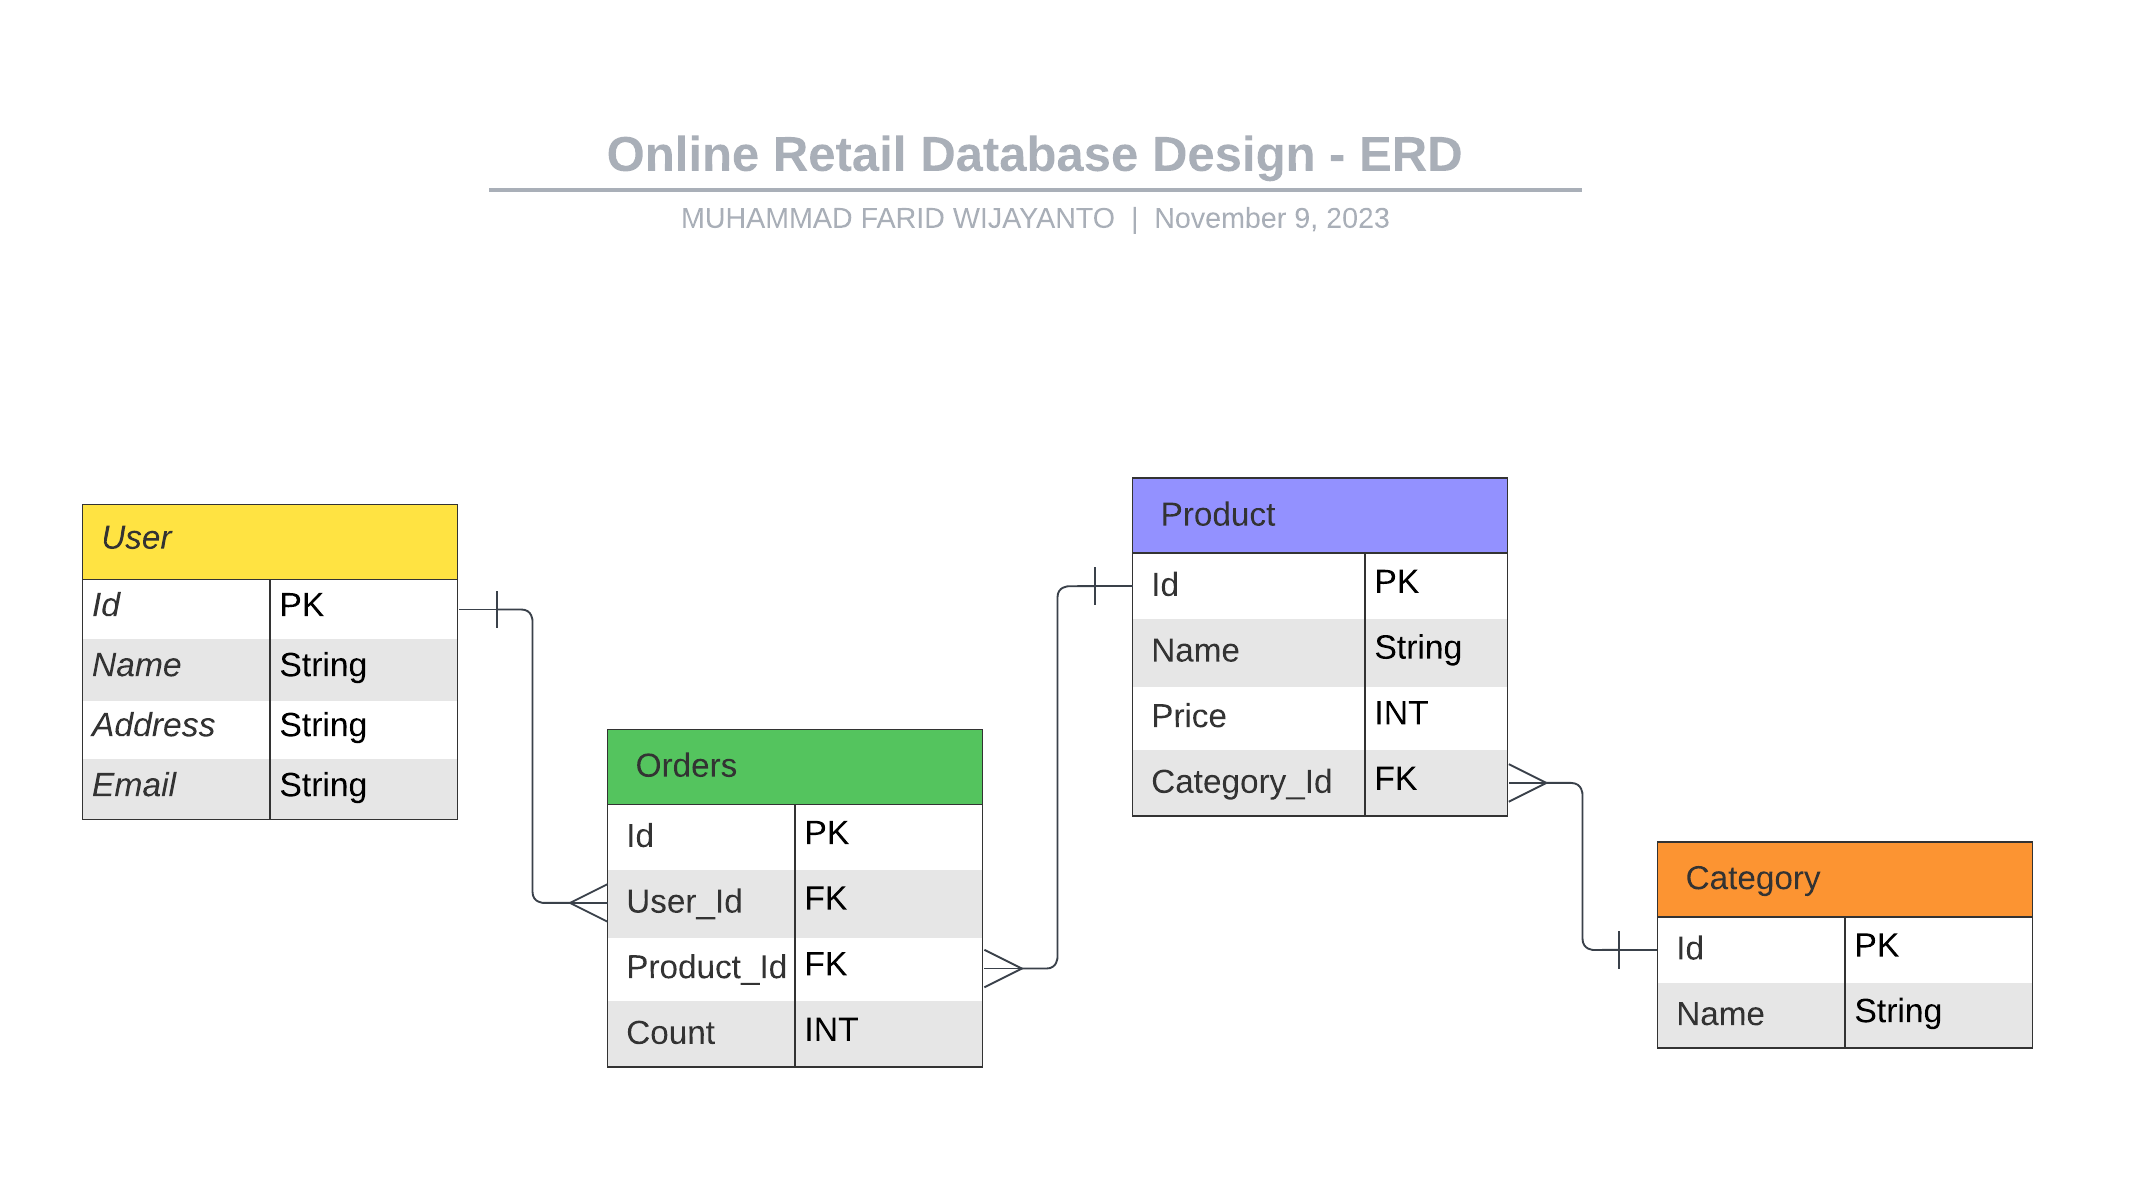 Online Retail Database Design - ERD
MUHAMMAD FARID WIJAYANTO | November 9, 2023
User
Id PK
Name String
Address String
Email String
Orders
Id PK
User_Id FK
Product_Id FK
Count INT
Product
Id PK
Name String
Price INT
Category_Id FK
Category
Id PK
Name String